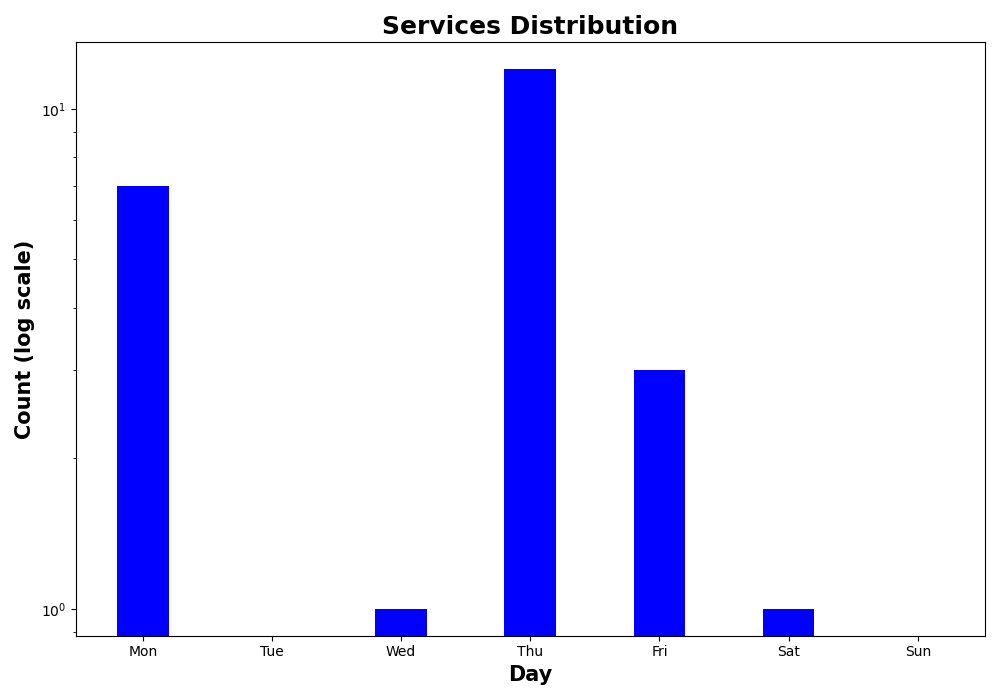 Services Distribution
10¹
10⁰
Count (log scale)
Mon Tue Wed Thu Fri Sat Sun
Day